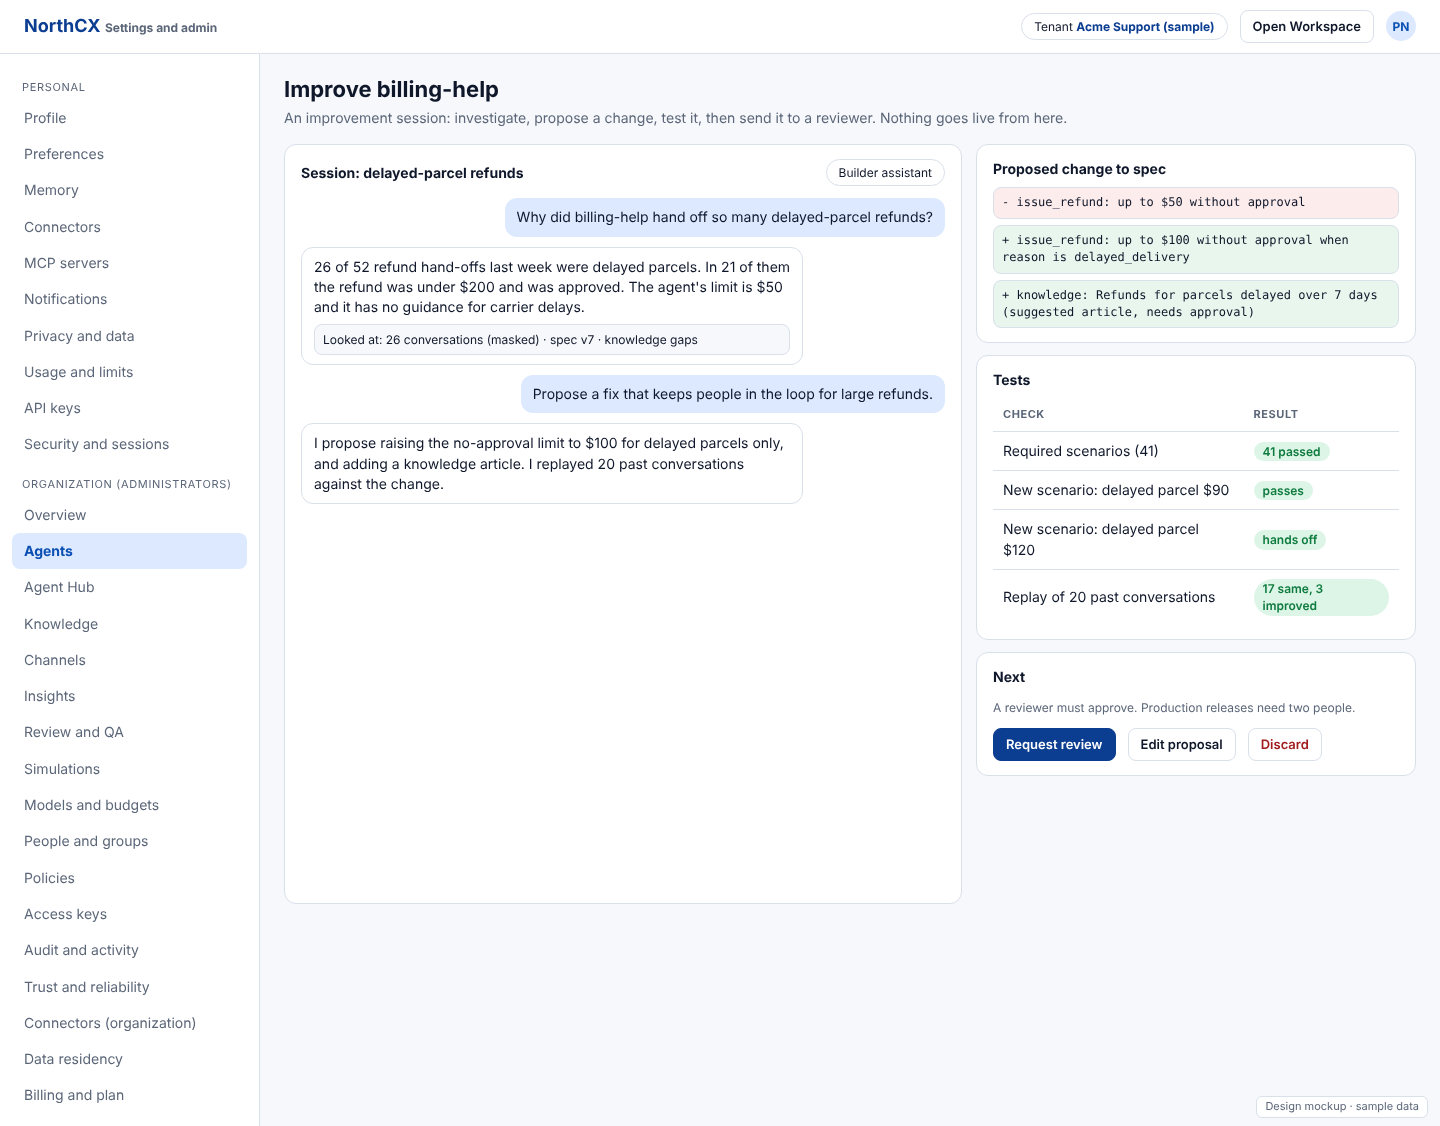 NorthCX Settings and admin
Tenant Acme Support (sample)
Open Workspace
PN
PERSONAL
Profile
Preferences
Memory
Connectors
MCP servers
Notifications
Privacy and data
Usage and limits
API keys
Security and sessions
ORGANIZATION (ADMINISTRATORS)
Overview
Agents
Agent Hub
Knowledge
Channels
Insights
Review and QA
Simulations
Models and budgets
People and groups
Policies
Access keys
Audit and activity
Trust and reliability
Connectors (organization)
Data residency
Billing and plan
Improve billing-help
An improvement session: investigate, propose a change, test it, then send it to a reviewer. Nothing goes live from here.
Session: delayed-parcel refunds
Builder assistant
Why did billing-help hand off so many delayed-parcel refunds?
26 of 52 refund hand-offs last week were delayed parcels. In 21 of them
the refund was under $200 and was approved. The agent's limit is $50
and it has no guidance for carrier delays.
Looked at: 26 conversations (masked) · spec v7 · knowledge gaps
Propose a fix that keeps people in the loop for large refunds.
I propose raising the no-approval limit to $100 for delayed parcels only,
and adding a knowledge article. I replayed 20 past conversations
against the change.
Proposed change to spec
- issue_refund: up to $50 without approval
+ issue_refund: up to $100 without approval when
reason is delayed_delivery
+ knowledge: Refunds for parcels delayed over 7 days
(suggested article, needs approval)
Tests
CHECK RESULT
Required scenarios (41) 41 passed
New scenario: delayed parcel $90 passes
New scenario: delayed parcel
$120
hands off
Replay of 20 past conversations
17 same, 3
improved
Next
A reviewer must approve. Production releases need two people.
Request review
Edit proposal
Discard
Design mockup · sample data